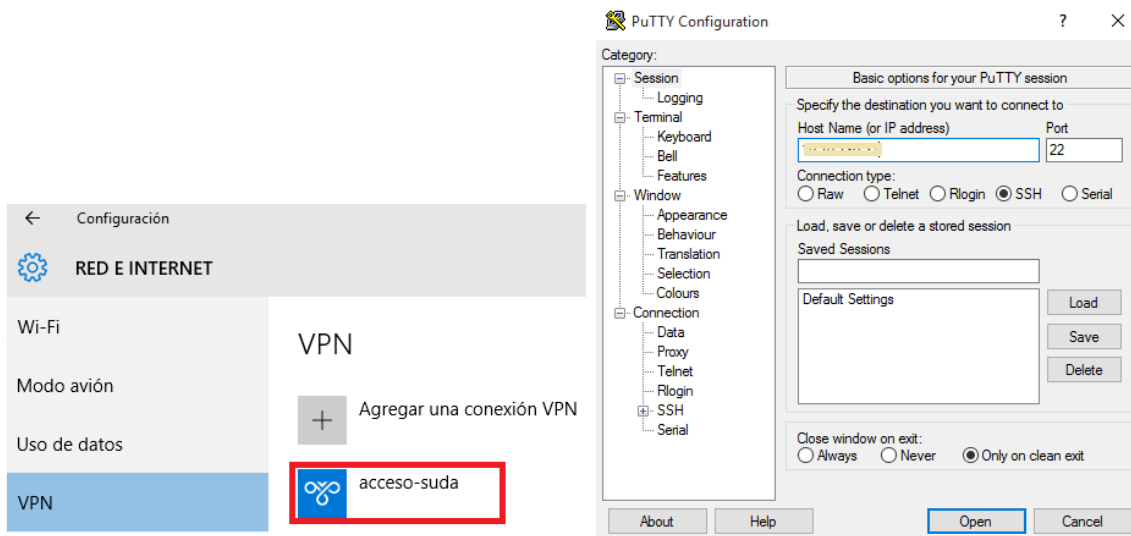 Configuración
RED E INTERNET
Wi-Fi
Modo avión
Uso de datos
VPN
VPN
Agregar una conexión VPN
acceso-suda
PuTTY Configuration
?
Category:
Session
Logging
Terminal
Keyboard
Bell
Features
Window
Appearance
Behaviour
Translation
Selection
Colours
Connection
Data
Proxy
Telnet
Rlogin
SSH
Serial
Basic options for your PuTTY session
Specify the destination you want to connect to
Host Name (or IP address) Port
22
Connection type:
Raw Telnet Rlogin SSH Serial
Load, save or delete a stored session
Saved Sessions
Default Settings
Load
Save
Delete
Close window on exit:
Always Never Only on clean exit
About Help Open Cancel